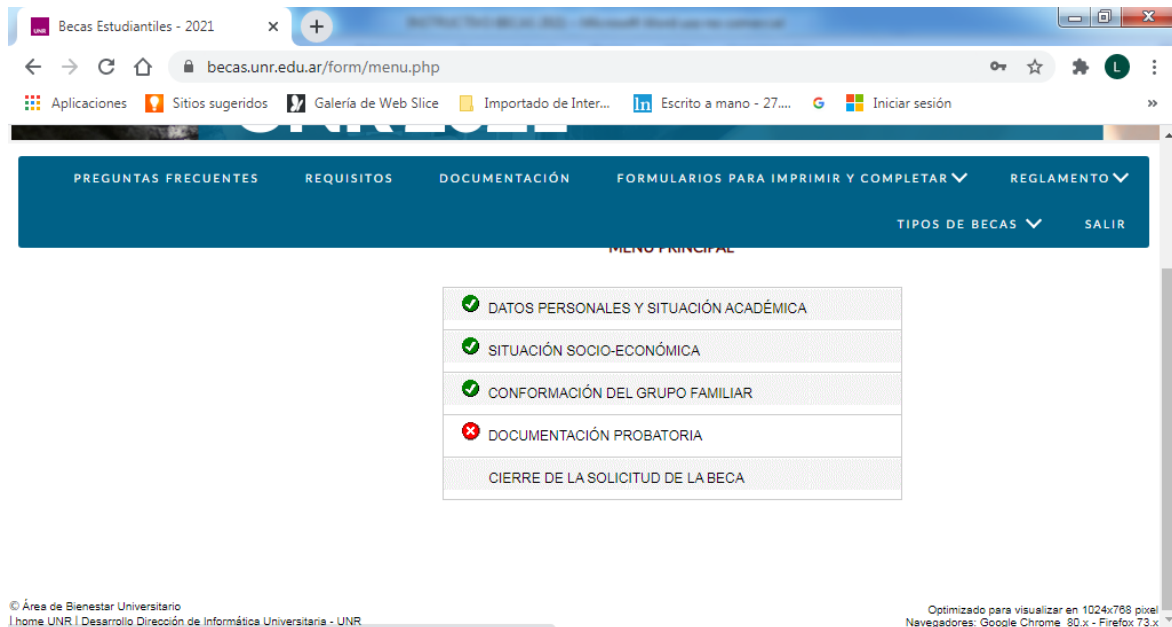 Becas Estudiantiles - 2021
becas.unr.edu.ar/form/menu.php
L
Aplicaciones Sitios sugeridos Galería de Web Slice Importado de Inter... In Escrito a mano - 27.... G Iniciar sesión »
PREGUNTAS FRECUENTES REQUISITOS DOCUMENTACIÓN FORMULARIOS PARA IMPRIMIR Y COMPLETAR REGLAMENTO
TIPOS DE BECAS SALIR
MENÚ PRINCIPAL
DATOS PERSONALES Y SITUACIÓN ACADÉMICA
SITUACIÓN SOCIO-ECONÓMICA
CONFORMACIÓN DEL GRUPO FAMILIAR
DOCUMENTACIÓN PROBATORIA
CIERRE DE LA SOLICITUD DE LA BECA
© Área de Bienestar Universitario
| home UNR | Desarrollo Dirección de Informática Universitaria - UNR
Optimizado para visualizar en 1024x768 pixel
Navegadores: Google Chrome 80.x - Firefox 73.x